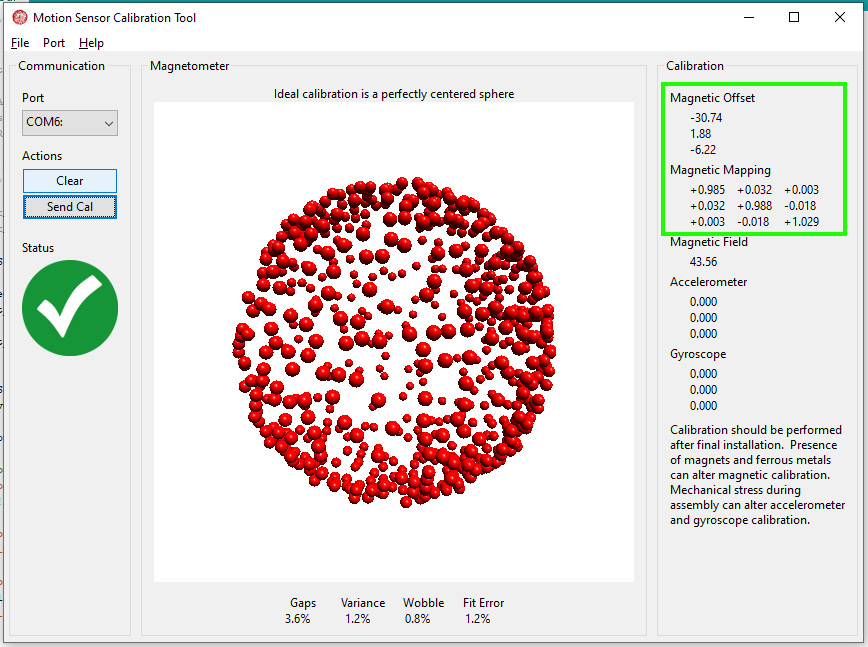 Motion Sensor Calibration Tool
File Port Help
Communication
Port
COM6:
Actions
Clear
Send Cal
Status
Magnetometer
Ideal calibration is a perfectly centered sphere
Gaps Variance Wobble Fit Error
3.6% 1.2% 0.8% 1.2%
Calibration
Magnetic Offset
-30.74
1.88
-6.22
Magnetic Mapping
+0.985 +0.032 +0.003
+0.032 +0.988 -0.018
+0.003 -0.018 +1.029
Magnetic Field
43.56
Accelerometer
0.000
0.000
0.000
Gyroscope
0.000
0.000
0.000
Calibration should be performed
after final installation. Presence
of magnets and ferrous metals
can alter magnetic calibration.
Mechanical stress during
assembly can alter accelerometer
and gyroscope calibration.